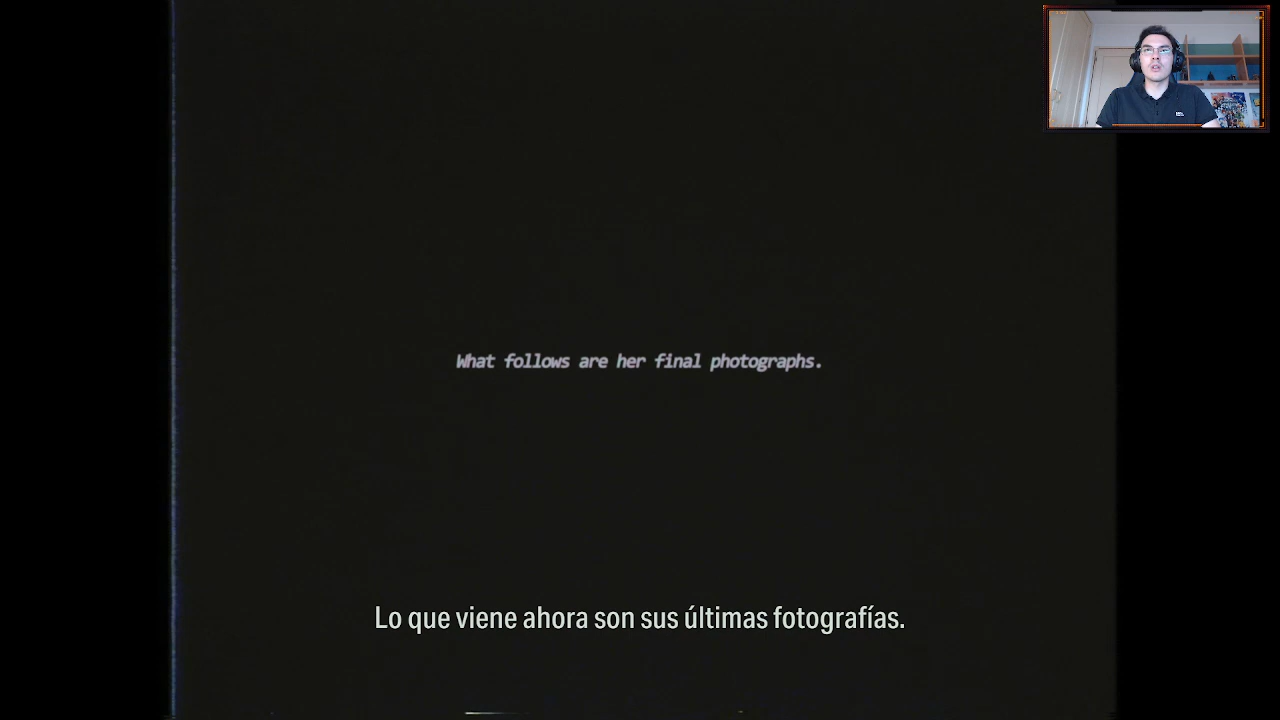 What follows are her final photographs.
Lo que viene ahora son sus últimas fotografías.